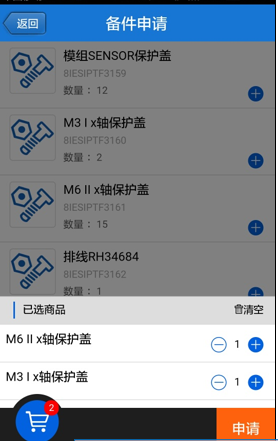 返回
备件申请
模组SENSOR保护盖
8IESIPTF3159
数量： 12
M3 I x轴保护盖
8IESIPTF3160
数量： 2
M6 II x轴保护盖
8IESIPTF3161
数量： 15
排线RH34684
8IESIPTF3162
数量： 1
已选商品
清空
M6 II x轴保护盖
1
M3 I x轴保护盖
1
2
申请